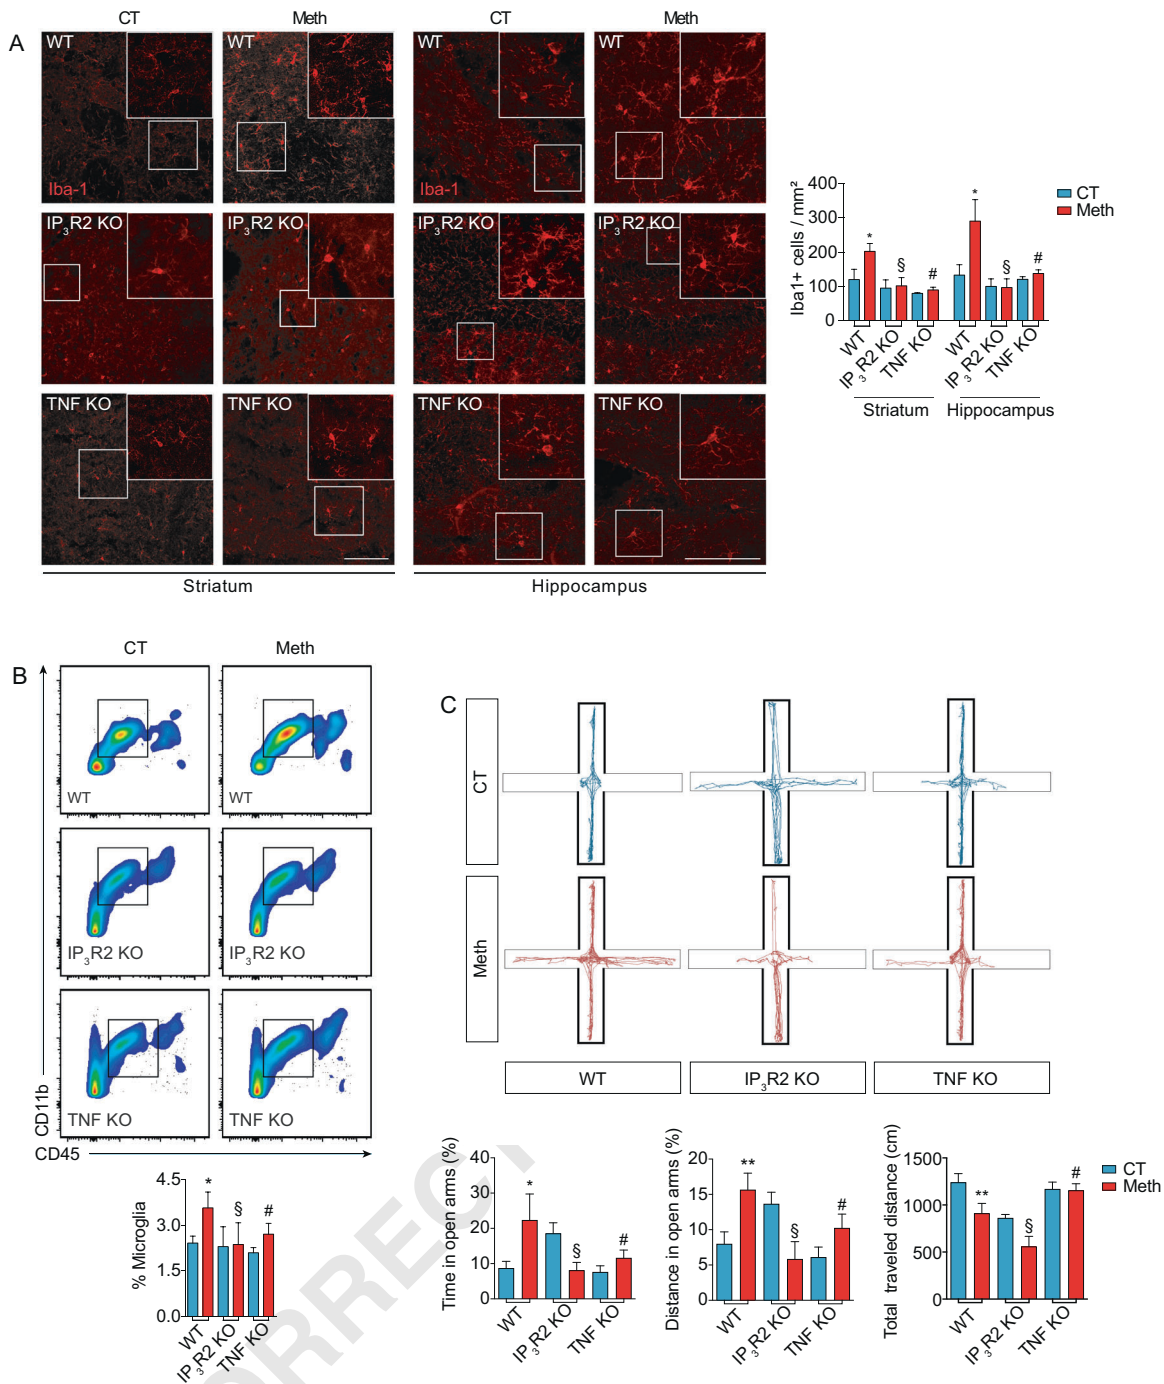 A
CT
Meth
CT
Meth
WT
WT
WT
WT
Iba-1
Iba-1
IP3R2 KO
IP3R2 KO
IP3R2 KO
IP3R2 KO
TNF KO
TNF KO
TNF KO
TNF KO
Striatum
Hippocampus
Iba1+ cells / mm²
400
300
200
100
0
*
§
#
*
§
#
CT
Meth
WT
IP3R2 KO
TNF KO
WT
IP3R2 KO
TNF KO
Striatum
Hippocampus
B
CT
Meth
WT
WT
IP3R2 KO
IP3R2 KO
TNF KO
TNF KO
CD11b
CD45
% Microglia
4.5
3.0
1.5
0.0
*
§
#
WT
IP3R2 KO
TNF KO
C
CT
Meth
WT
IP3R2 KO
TNF KO
Time in open arms (%)
40
30
20
10
0
*
§
#
WT
IP3R2 KO
TNF KO
Distance in open arms (%)
20
15
10
5
0
**
§
#
WT
IP3R2 KO
TNF KO
Total traveled distance (cm)
1500
1000
500
0
**
§
#
WT
IP3R2 KO
TNF KO
CT
Meth
ORRECT